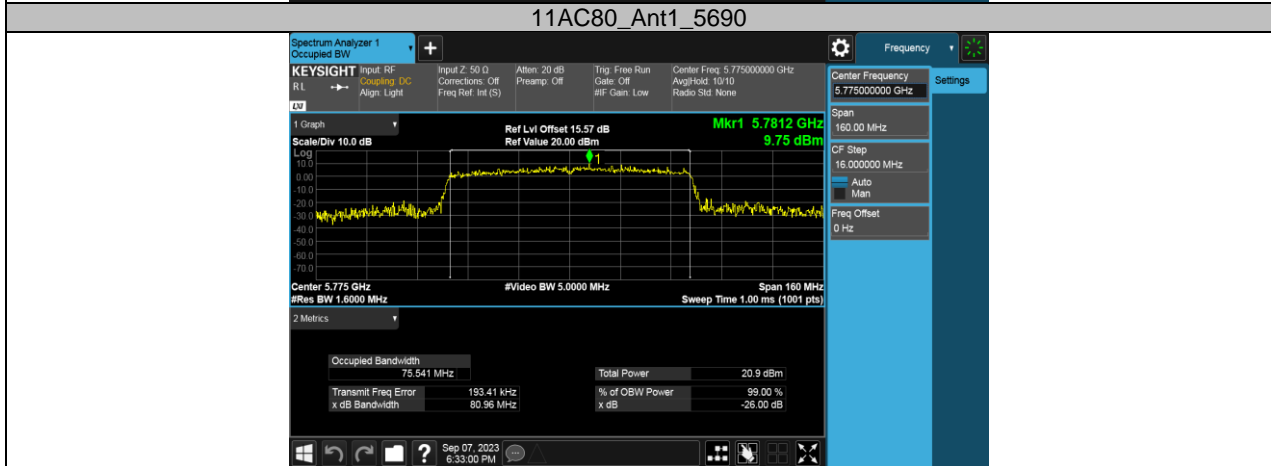 11AC80_Ant1_5690
Spectrum Analyzer 1
Occupied BW
Frequency
KEYSIGHT
R L
LXI
Input: RF
Coupling: DC
Align: Light
Input Z: 50 Ω
Corrections: Off
Freq Ref: Int (S)
Atten: 20 dB
Preamp: Off
Trig: Free Run
Gate: Off
#IF Gain: Low
Center Freq: 5.775000000 GHz
Avg|Hold: 10/10
Radio Std: None
Center Frequency
5.775000000 GHz
Settings
Span
160.00 MHz
CF Step
16.000000 MHz
Auto
Man
Freq Offset
0 Hz
1 Graph
Scale/Div 10.0 dB
Ref Lvl Offset 15.57 dB
Ref Value 20.00 dBm
Mkr1 5.7812 GHz
9.75 dBm
Log
10.0
0.00
-10.0
-20.0
-30.0
-40.0
-50.0
-60.0
-70.0
1
Center 5.775 GHz
#Res BW 1.6000 MHz
#Video BW 5.0000 MHz
Span 160 MHz
Sweep Time 1.00 ms (1001 pts)
2 Metrics
Occupied Bandwidth
75.541 MHz
Total Power 20.9 dBm
Transmit Freq Error 193.41 kHz
% of OBW Power 99.00 %
x dB Bandwidth 80.96 MHz
x dB -26.00 dB
?
Sep 07, 2023
6:33:00 PM